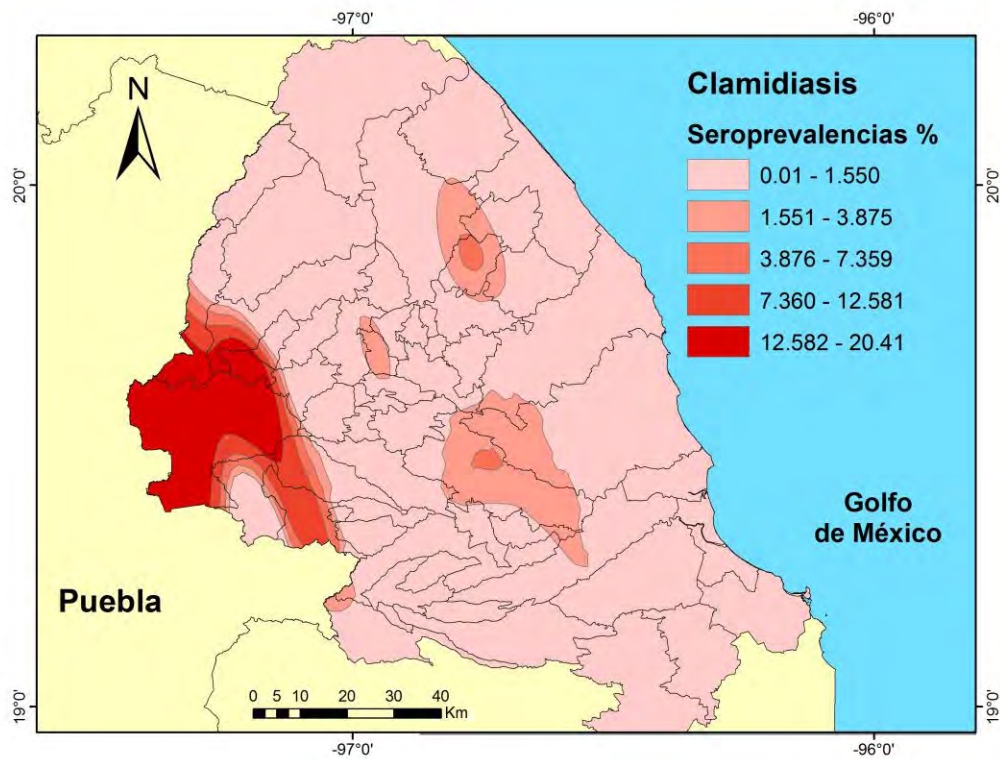 -97°0'
-96°0'
N
Clamidiasis
Seroprevalencias %
0.01 - 1.550
1.551 - 3.875
3.876 - 7.359
7.360 - 12.581
12.582 - 20.41
20°0'
20°0'
Golfo
de México
Puebla
0 5 10 20 30 40
Km
19°0'
19°0'
-97°0'
-96°0'